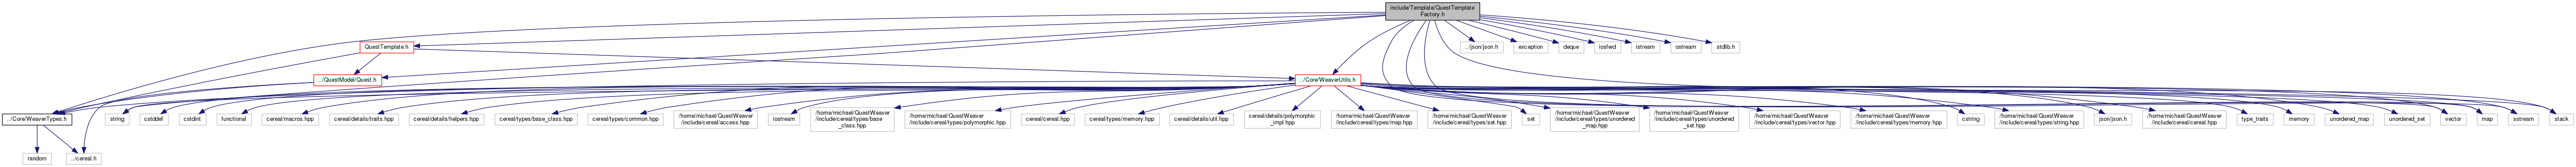 include/Template/QuestTemplate
Factory.h
QuestTemplate.h
../json/json.h
exception
deque
iosfwd
istream
ostream
stdlib.h
../QuestModel/Quest.h
../Core/WeaverUtils.h
../Core/WeaverTypes.h
string
cstddef
cstdint
functional
cereal/macros.hpp
cereal/details/traits.hpp
cereal/details/helpers.hpp
cereal/types/base_class.hpp
cereal/types/common.hpp
/home/michael/QuestWeaver
/include/cereal/access.hpp
iostream
/home/michael/QuestWeaver
/include/cereal/types/base
_class.hpp
/home/michael/QuestWeaver
/include/cereal/types/polymorphic.hpp
cereal/cereal.hpp
cereal/types/memory.hpp
cereal/details/util.hpp
cereal/details/polymorphic
_impl.hpp
/home/michael/QuestWeaver
/include/cereal/types/map.hpp
/home/michael/QuestWeaver
/include/cereal/types/set.hpp
set
/home/michael/QuestWeaver
/include/cereal/types/unordered
_map.hpp
/home/michael/QuestWeaver
/include/cereal/types/unordered
_set.hpp
/home/michael/QuestWeaver
/include/cereal/types/vector.hpp
/home/michael/QuestWeaver
/include/cereal/types/memory.hpp
cstring
/home/michael/QuestWeaver
/include/cereal/types/string.hpp
json/json.h
/home/michael/QuestWeaver
/include/cereal/cereal.hpp
type_traits
memory
unordered_map
unordered_set
vector
map
sstream
stack
random
../cereal.h